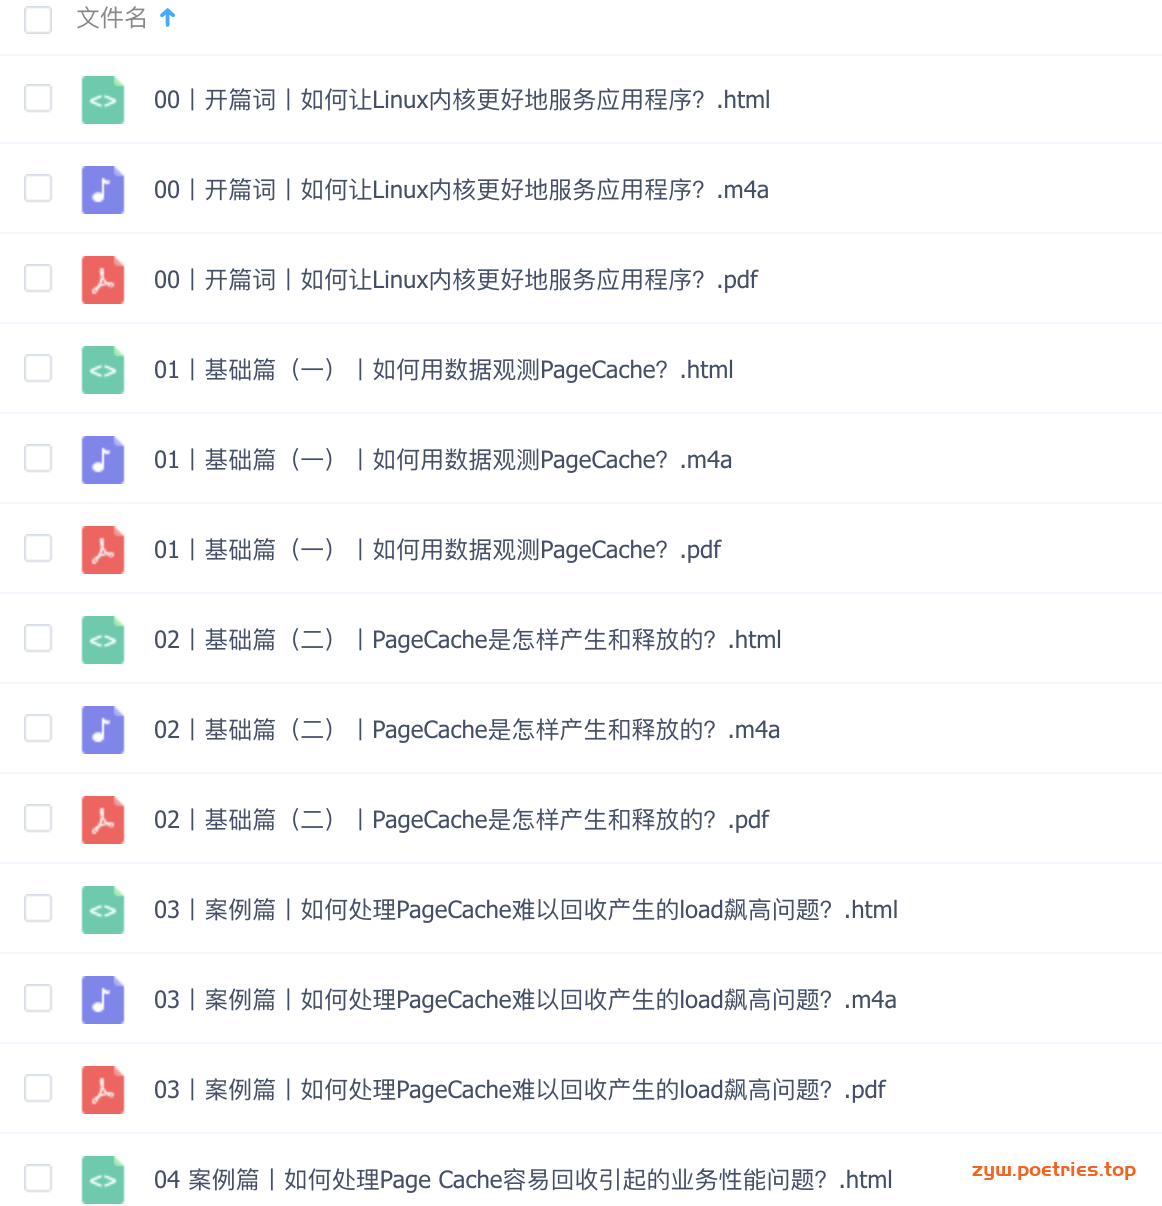 文件名
00丨开篇词丨如何让Linux内核更好地服务应用程序？.html
00丨开篇词丨如何让Linux内核更好地服务应用程序？.m4a
00丨开篇词丨如何让Linux内核更好地服务应用程序？.pdf
01丨基础篇（一）丨如何用数据观测PageCache？.html
01丨基础篇（一）丨如何用数据观测PageCache？.m4a
01丨基础篇（一）丨如何用数据观测PageCache？.pdf
02丨基础篇（二）丨PageCache是怎样产生和释放的？.html
02丨基础篇（二）丨PageCache是怎样产生和释放的？.m4a
02丨基础篇（二）丨PageCache是怎样产生和释放的？.pdf
03丨案例篇丨如何处理PageCache难以回收产生的load飙高问题？.html
03丨案例篇丨如何处理PageCache难以回收产生的load飙高问题？.m4a
03丨案例篇丨如何处理PageCache难以回收产生的load飙高问题？.pdf
04 案例篇丨如何处理Page Cache容易回收引起的业务性能问题？.html
zyw.poetries.top